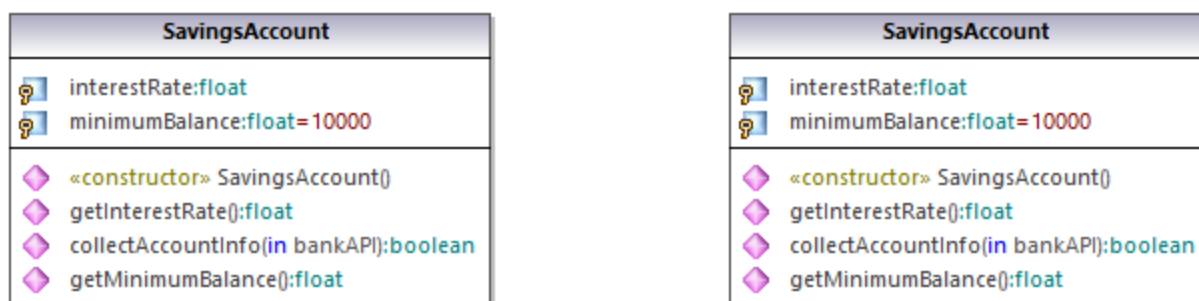 SavingsAccount
interestRate:float
minimumBalance:float=10000
«constructor» SavingsAccount()
getInterestRate():float
collectAccountInfo(in bankAPI):boolean
getMinimumBalance():float
SavingsAccount
interestRate:float
minimumBalance:float=10000
«constructor» SavingsAccount()
getInterestRate():float
collectAccountInfo(in bankAPI):boolean
getMinimumBalance():float